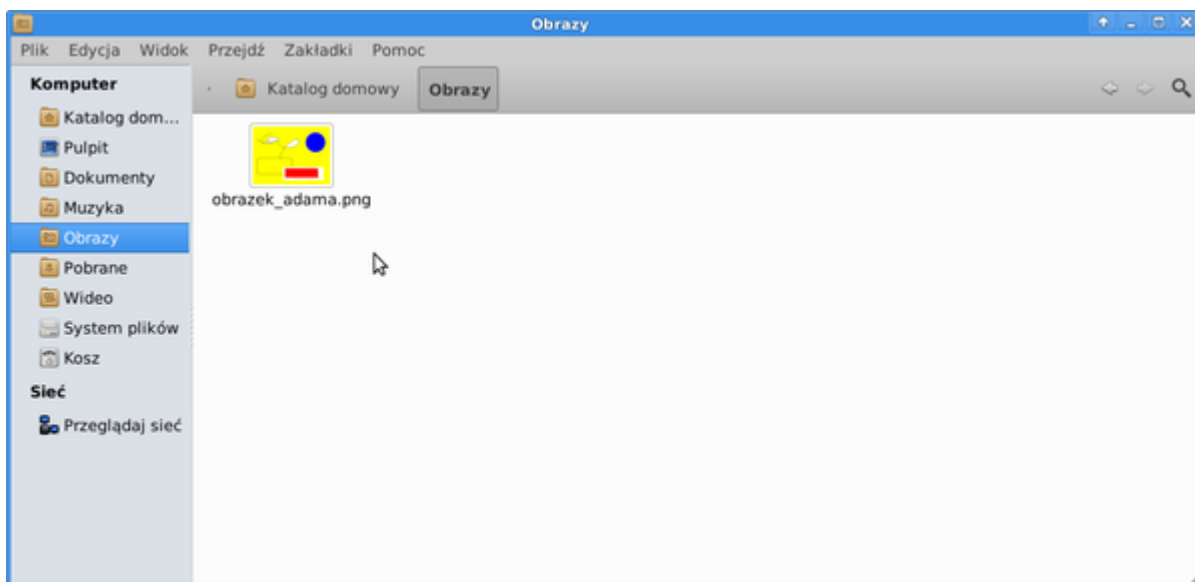 Obrazy
Plik Edycja Widok Przejdź Zakładki Pomoc
Komputer
Katalog dom...
Pulpit
Dokumenty
Muzyka
Obrazy
Pobrane
Wideo
System plików
Kosz
Sieć
Przeglądaj sieć
Katalog domowy Obrazy
obrazek_adama.png